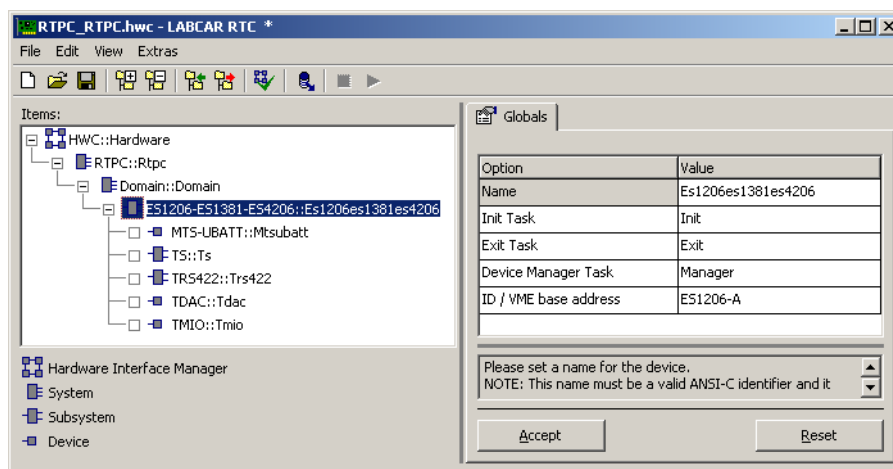 RTPC_RTPC.hwc - LABCAR RTC *
File Edit View Extras
Items:
HWC::Hardware
RTPC::Rtpc
Domain::Domain
ES1206-ES1381-ES4206::Es1206es1381es4206
MTS-UBATT::Mtsubatt
TS::Ts
TRS422::Trs422
TDAC::Tdac
TMIO::Tmio
Hardware Interface Manager
System
Subsystem
Device
Globals
Option Value
Name Es1206es1381es4206
Init Task Init
Exit Task Exit
Device Manager Task Manager
ID / VME base address ES1206-A
Please set a name for the device.
NOTE: This name must be a valid ANSI-C identifier and it
Accept Reset